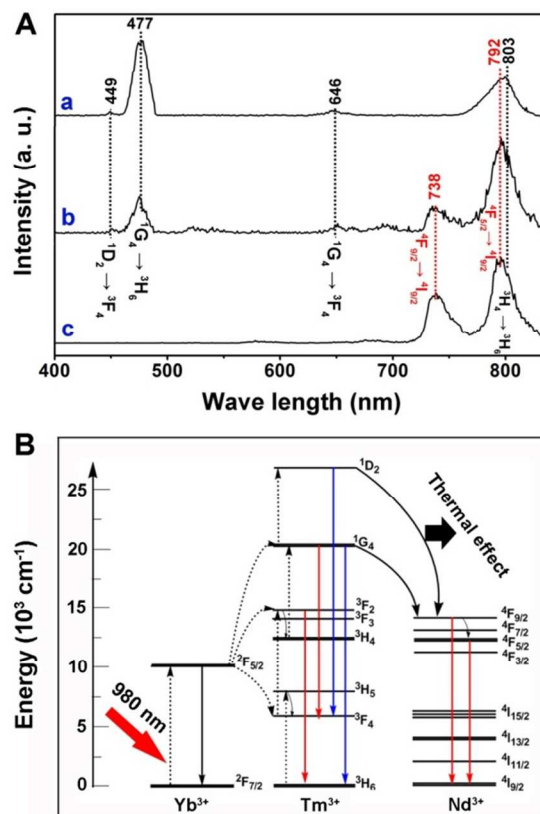 A
449
477
646
738
792
803
a
b
c
¹D₂ → ³F₄
¹G₄ → ³H₆
¹G₄ → ³F₄
⁴F₉/₂ → ⁴I₉/₂
⁴F₅/₂ → ⁴I₉/₂
³H₄ → ³H₆
Intensity (a. u.)
400 500 600 700 800
Wave length (nm)
B
Energy (10³ cm⁻¹)
25
20
15
10
5
0
980 nm
²F₅/₂
²F₇/₂
Yb³⁺
¹D₂
¹G₄
³F₂
³F₃
³H₄
³H₅
³F₄
³H₆
Tm³⁺
Thermal effect
⁴F₉/₂
⁴F₇/₂
⁴F₅/₂
⁴F₃/₂
⁴I₁₅/₂
⁴I₁₃/₂
⁴I₁₁/₂
⁴I₉/₂
Nd³⁺